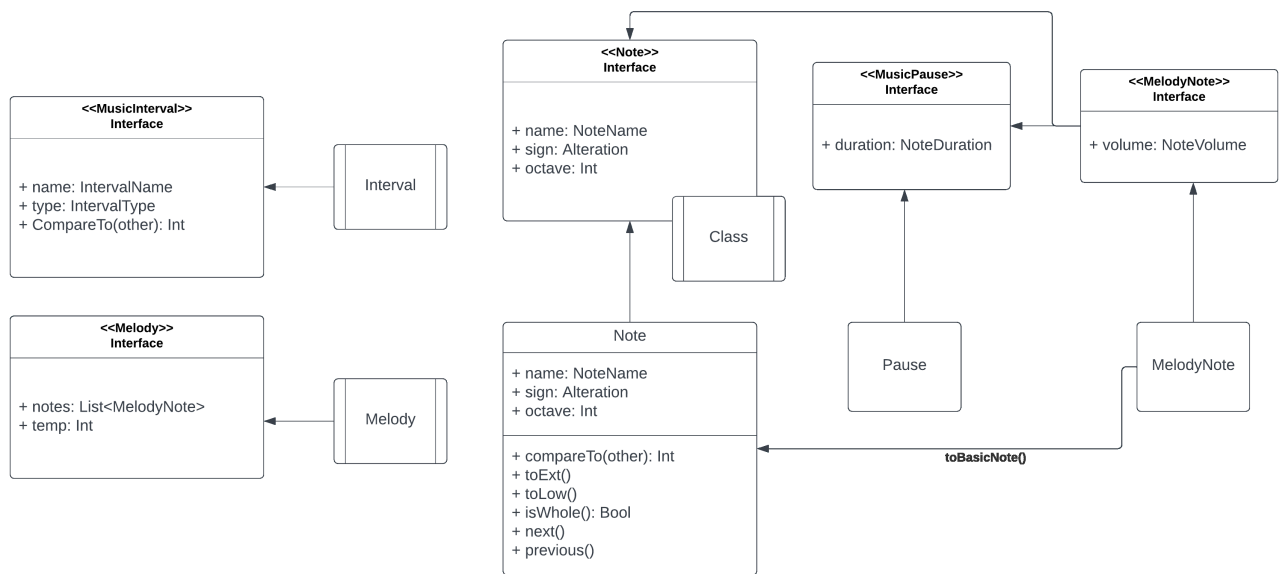 <<Note>>
Interface
+ name: NoteName
+ sign: Alteration
+ octave: Int
<<MusicPause>>
Interface
+ duration: NoteDuration
<<MelodyNote>>
Interface
+ volume: NoteVolume
<<MusicInterval>>
Interface
+ name: IntervalName
+ type: IntervalType
+ CompareTo(other): Int
Interval
Class
<<Melody>>
Interface
+ notes: List<MelodyNote>
+ temp: Int
Melody
Note
+ name: NoteName
+ sign: Alteration
+ octave: Int
+ compareTo(other): Int
+ toExt()
+ toLow()
+ isWhole(): Bool
+ next()
+ previous()
Pause
MelodyNote
toBasicNote()